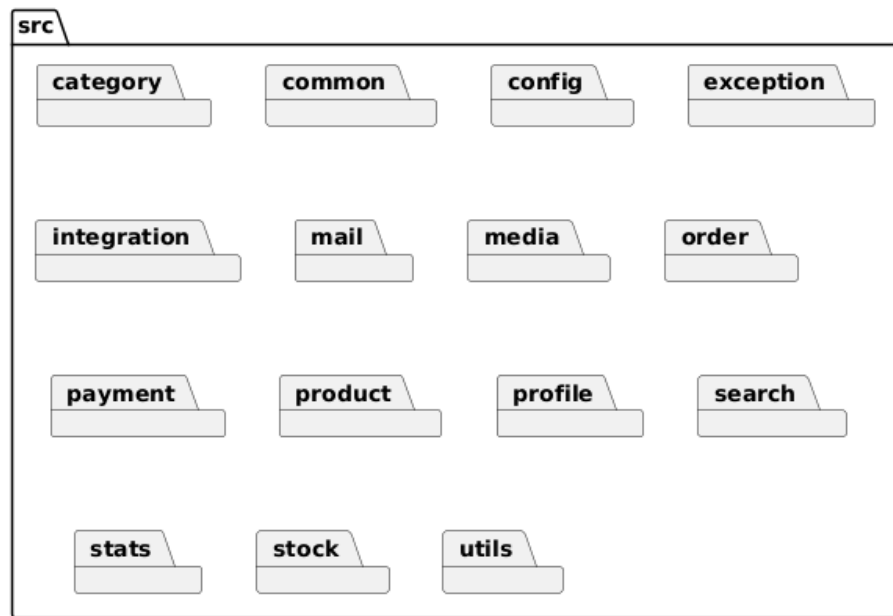 src
category common config exception
integration mail media order
payment product profile search
stats stock utils